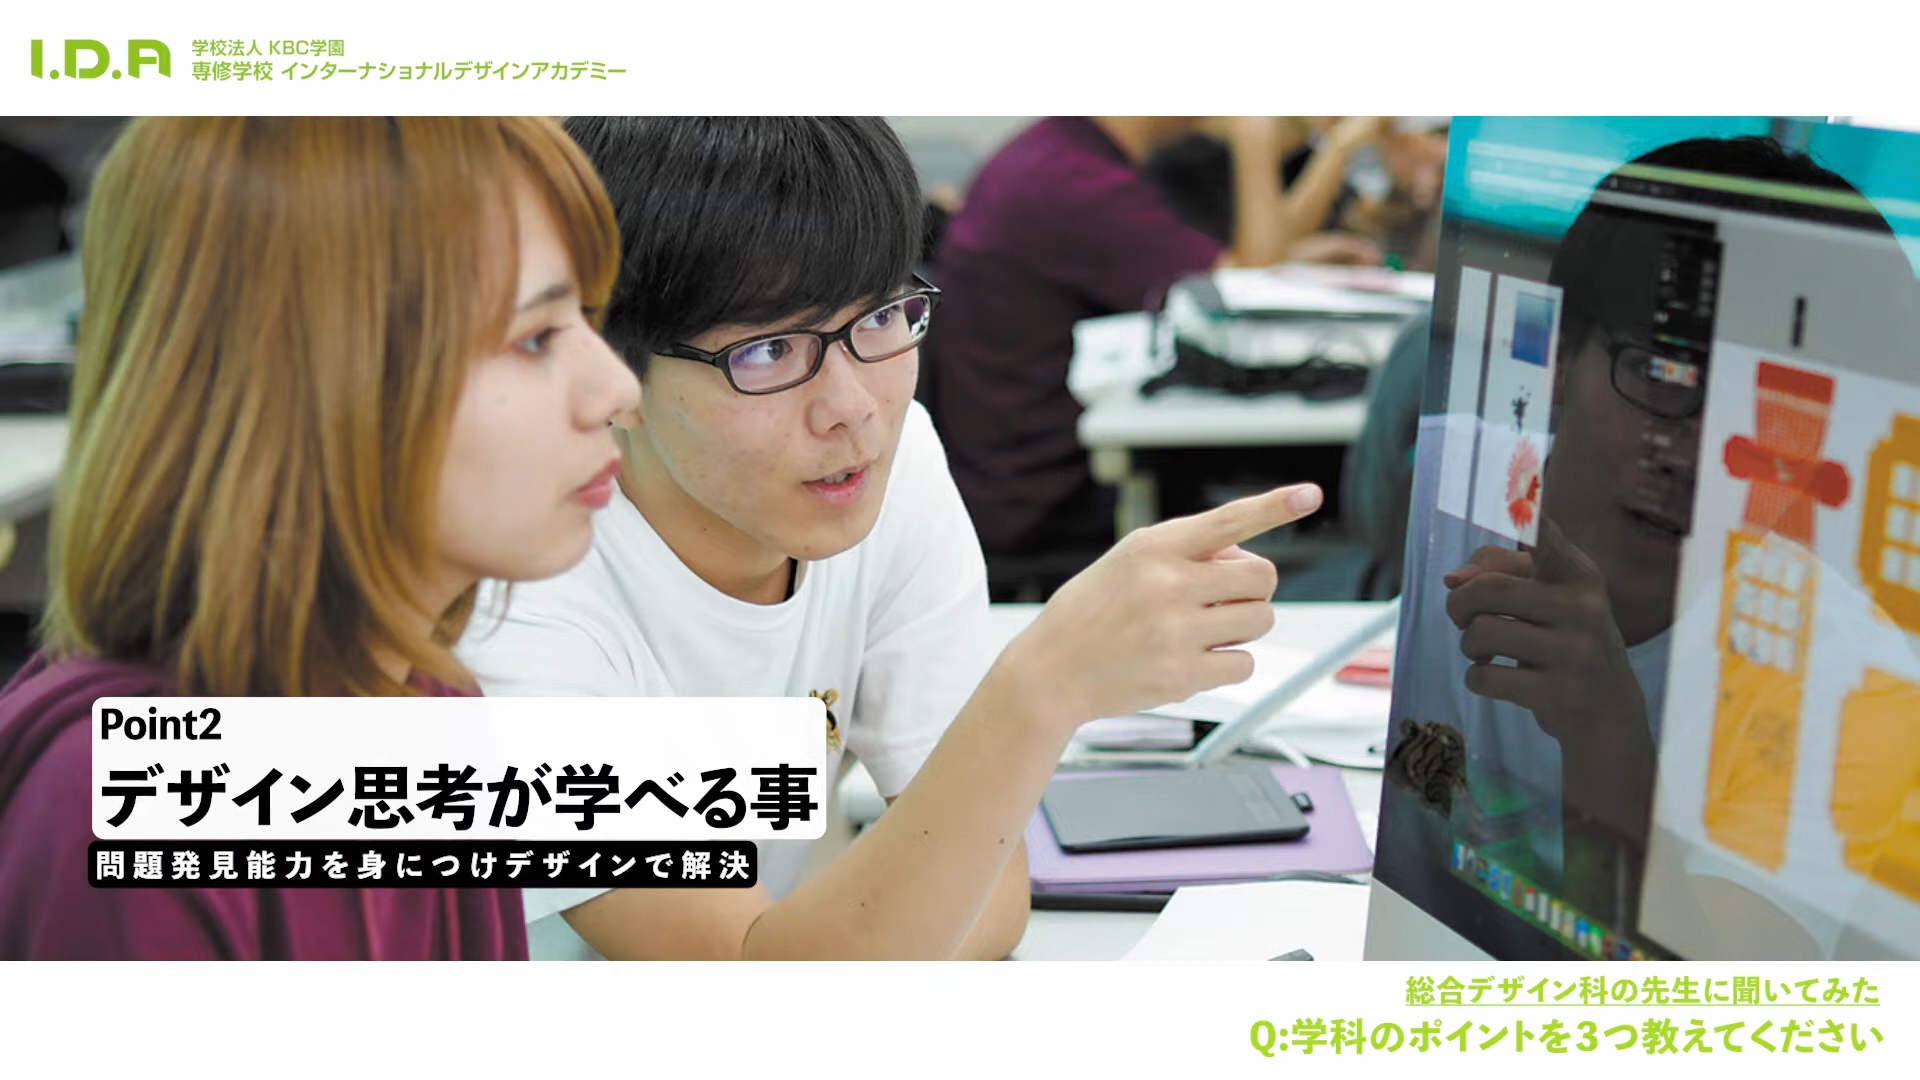 I.D.A
学校法人 KBC学園
専修学校 インターナショナルデザインアカデミー
Point2
デザイン思考が学べる事
問題発見能力を身につけデザインで解決
総合デザイン科の先生に聞いてみた
Q:学科のポイントを3つ教えてください